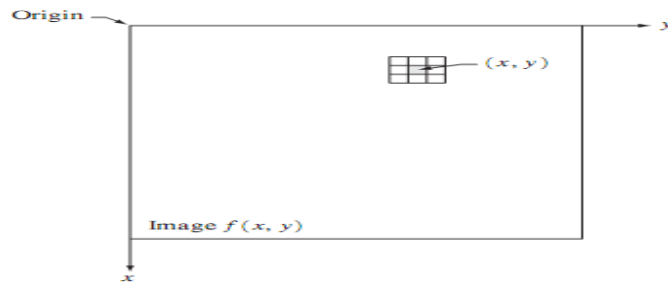 Origin
y
(x, y)
Image f(x, y)
x